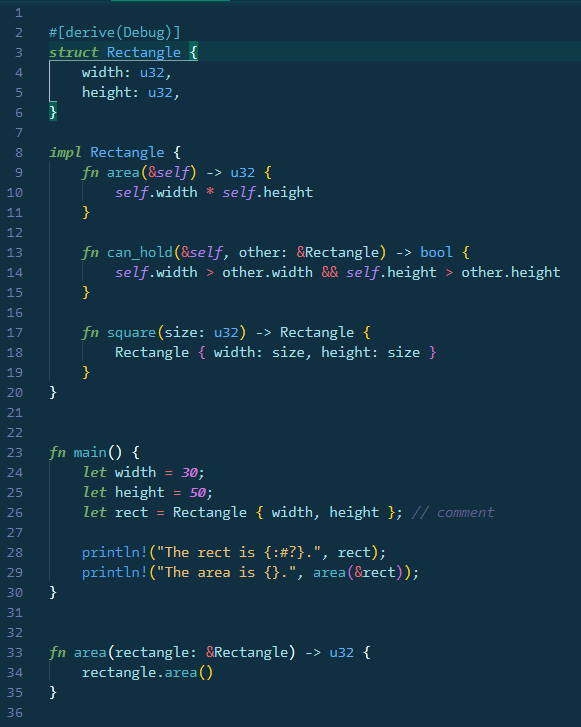 1
2 #[derive(Debug)]
3 struct Rectangle {
4     width: u32,
5     height: u32,
6 }
7
8 impl Rectangle {
9     fn area(&self) -> u32 {
10         self.width * self.height
11     }
12
13     fn can_hold(&self, other: &Rectangle) -> bool {
14         self.width > other.width && self.height > other.height
15     }
16
17     fn square(size: u32) -> Rectangle {
18         Rectangle { width: size, height: size }
19     }
20 }
21
22
23 fn main() {
24     let width = 30;
25     let height = 50;
26     let rect = Rectangle { width, height }; // comment
27
28     println!("The rect is {:#?}.", rect);
29     println!("The area is {}.", area(&rect));
30 }
31
32
33 fn area(rectangle: &Rectangle) -> u32 {
34     rectangle.area()
35 }
36